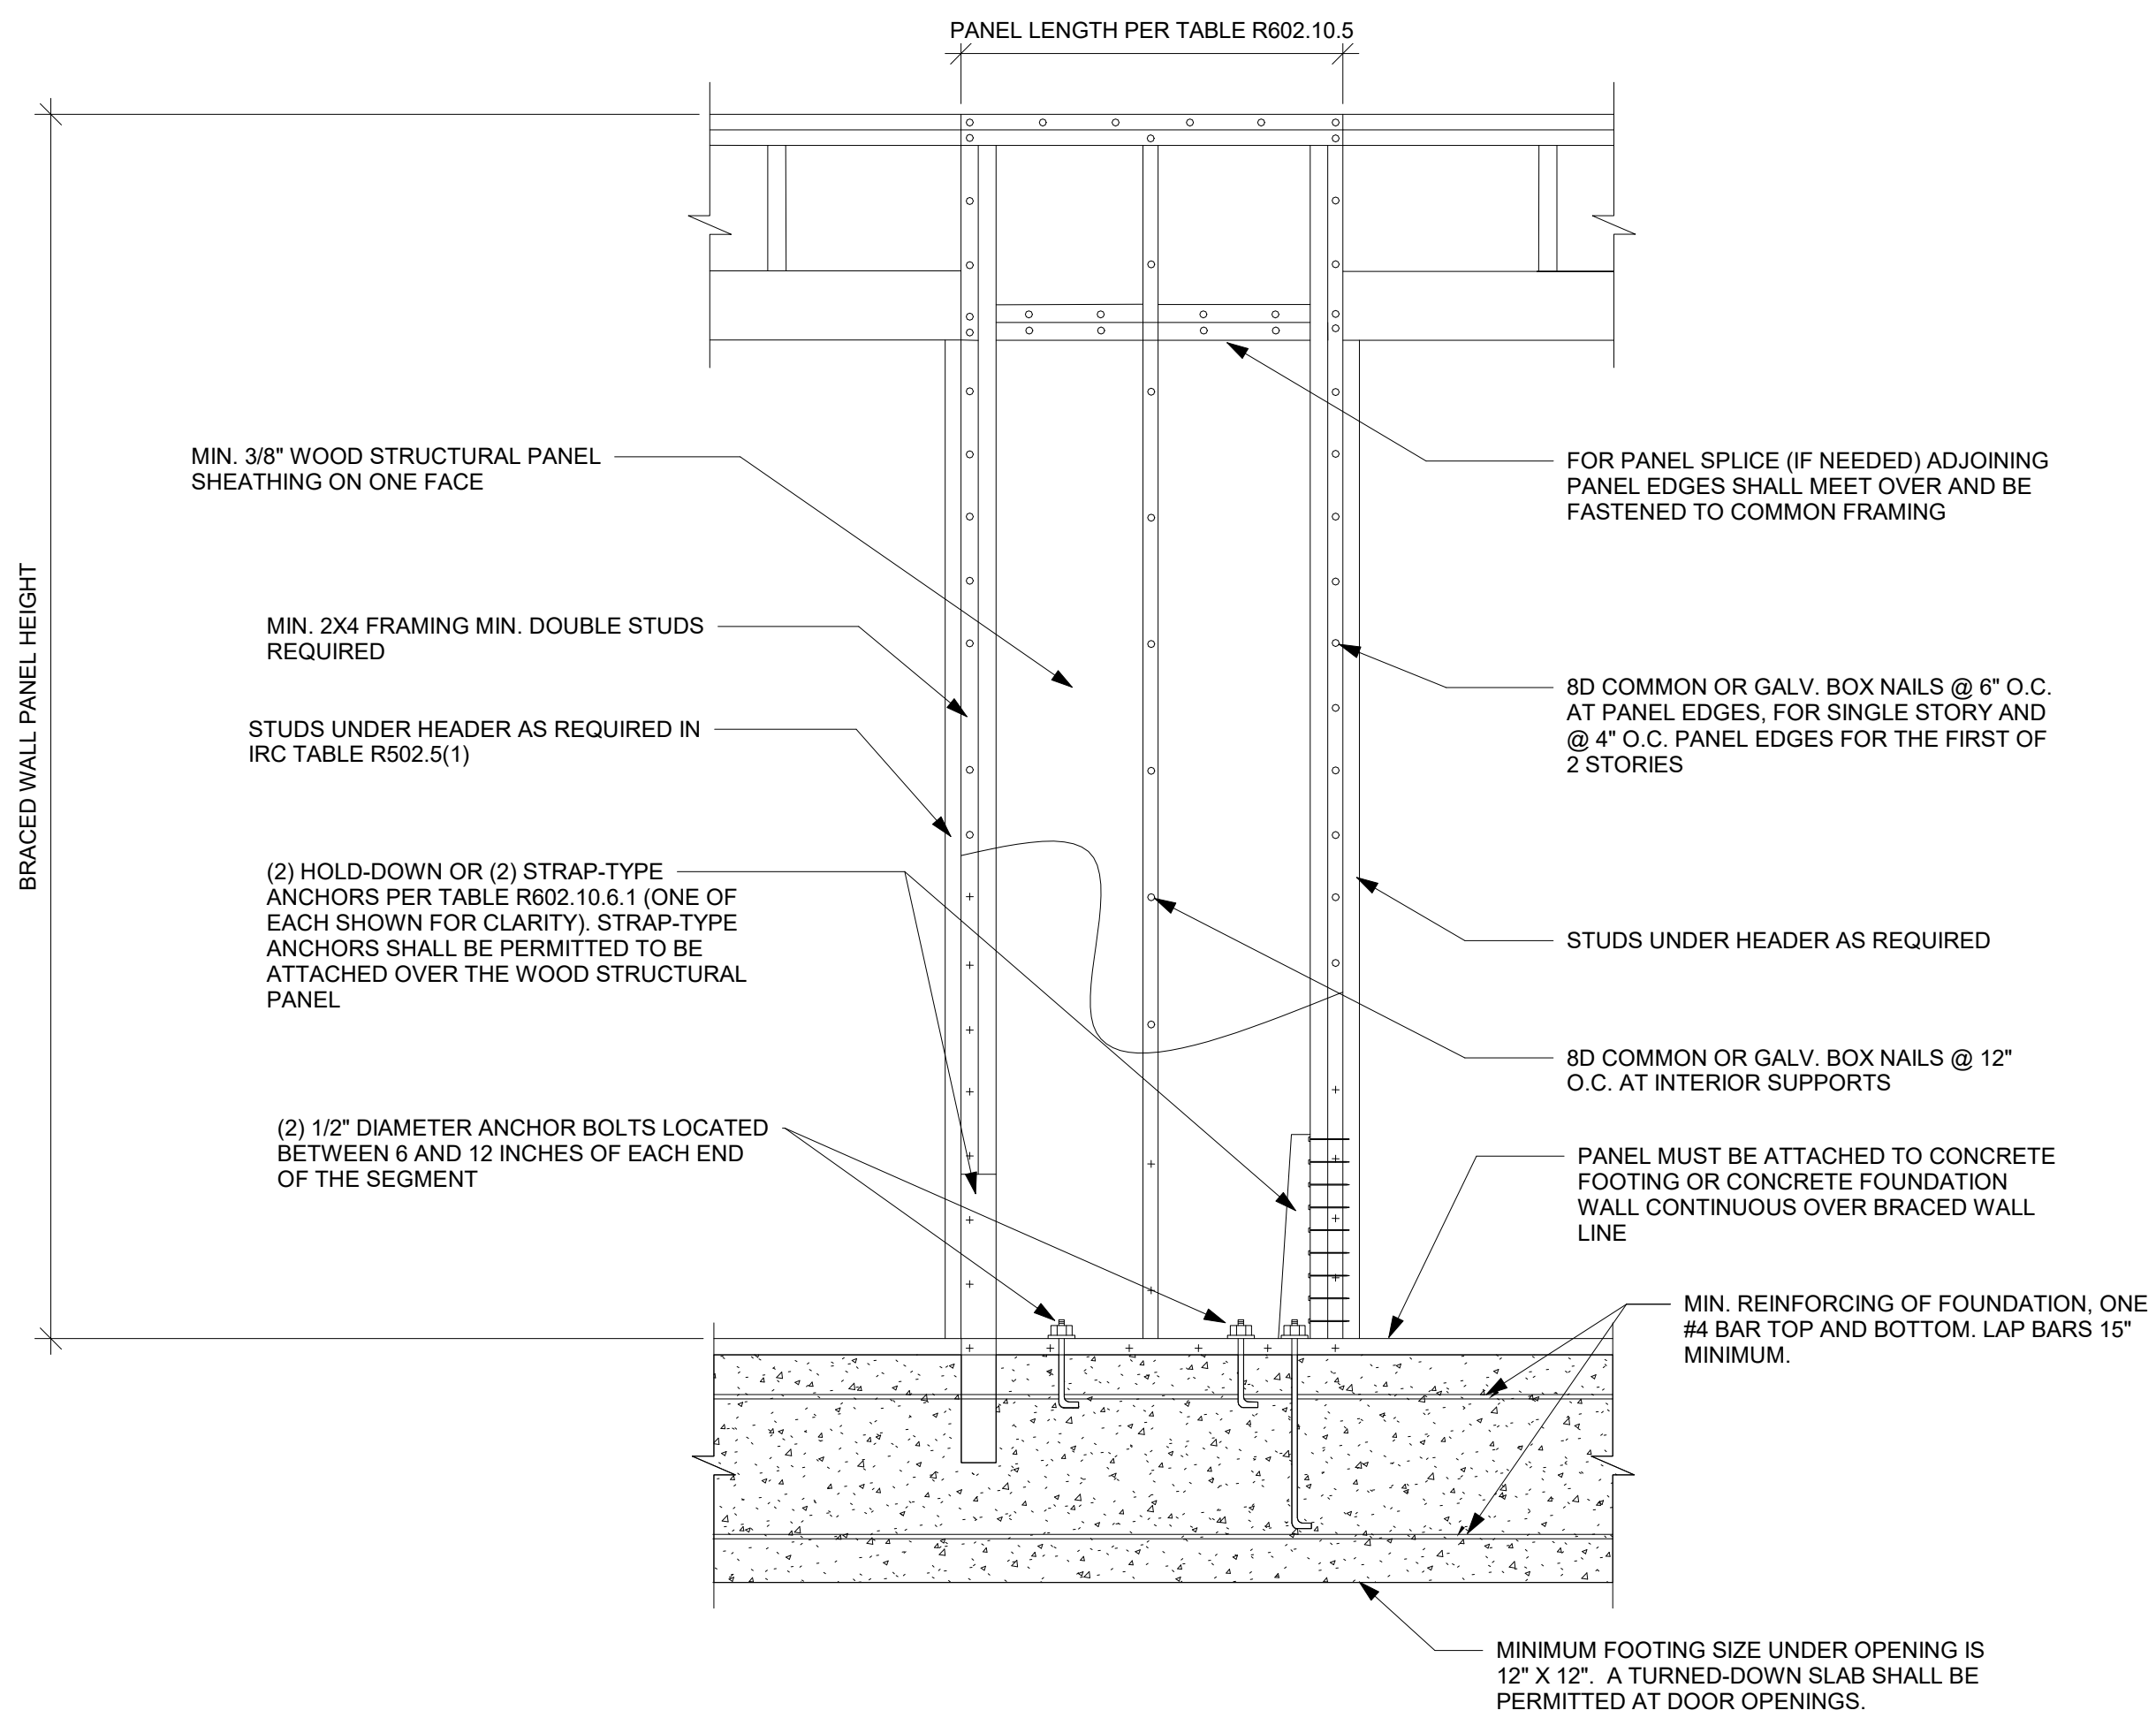 PANEL LENGTH PER TABLE R602.10.5
BRACED WALL PANEL HEIGHT
MIN. 3/8" WOOD STRUCTURAL PANEL
SHEATHING ON ONE FACE
MIN. 2X4 FRAMING MIN. DOUBLE STUDS
REQUIRED
STUDS UNDER HEADER AS REQUIRED IN
IRC TABLE R502.5(1)
(2) HOLD-DOWN OR (2) STRAP-TYPE
ANCHORS PER TABLE R602.10.6.1 (ONE OF
EACH SHOWN FOR CLARITY). STRAP-TYPE
ANCHORS SHALL BE PERMITTED TO BE
ATTACHED OVER THE WOOD STRUCTURAL
PANEL
(2) 1/2" DIAMETER ANCHOR BOLTS LOCATED
BETWEEN 6 AND 12 INCHES OF EACH END
OF THE SEGMENT
FOR PANEL SPLICE (IF NEEDED) ADJOINING
PANEL EDGES SHALL MEET OVER AND BE
FASTENED TO COMMON FRAMING
8D COMMON OR GALV. BOX NAILS @ 6" O.C.
AT PANEL EDGES, FOR SINGLE STORY AND
@ 4" O.C. PANEL EDGES FOR THE FIRST OF
2 STORIES
STUDS UNDER HEADER AS REQUIRED
8D COMMON OR GALV. BOX NAILS @ 12"
O.C. AT INTERIOR SUPPORTS
PANEL MUST BE ATTACHED TO CONCRETE
FOOTING OR CONCRETE FOUNDATION
WALL CONTINUOUS OVER BRACED WALL
LINE
MIN. REINFORCING OF FOUNDATION, ONE
#4 BAR TOP AND BOTTOM. LAP BARS 15"
MINIMUM.
MINIMUM FOOTING SIZE UNDER OPENING IS
12" X 12". A TURNED-DOWN SLAB SHALL BE
PERMITTED AT DOOR OPENINGS.